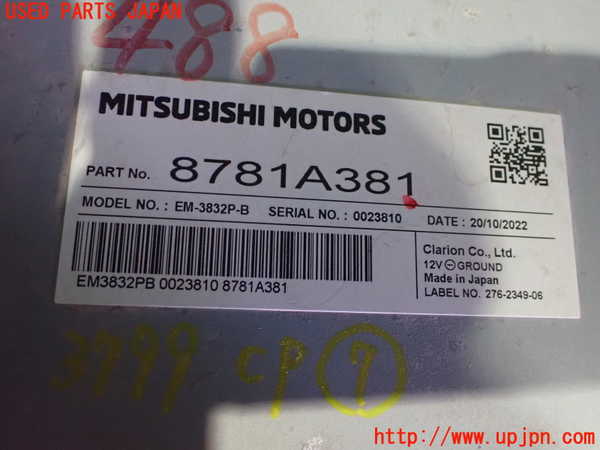 USED PARTS JAPAN
488
MITSUBISHI MOTORS
PART No. 8781A381
MODEL NO. : EM-3832P-B SERIAL NO. : 0023810 DATE : 20/10/2022
Clarion Co., Ltd.
12V ⊖ GROUND
Made in Japan
LABEL NO. 276-2349-06
EM3832PB 0023810 8781A381
3799 CP 7
http://www.upjpn.com/